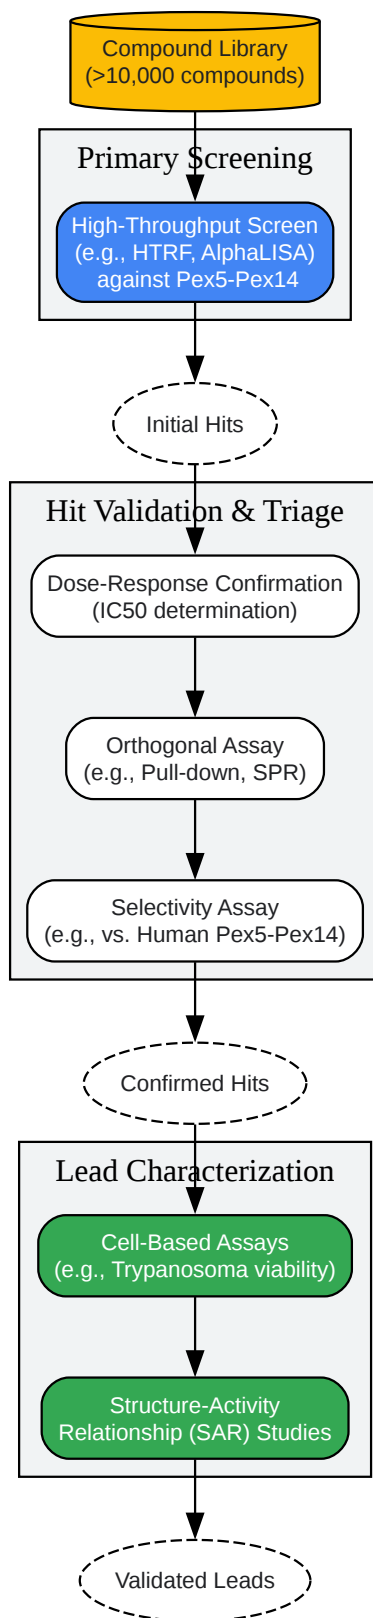 Compound Library
(>10,000 compounds)
Primary Screening
High-Throughput Screen
(e.g., HTRF, AlphaLISA)
against Pex5-Pex14
Initial Hits
Hit Validation & Triage
Dose-Response Confirmation
(IC50 determination)
Orthogonal Assay
(e.g., Pull-down, SPR)
Selectivity Assay
(e.g., vs. Human Pex5-Pex14)
Confirmed Hits
Lead Characterization
Cell-Based Assays
(e.g., Trypanosoma viability)
Structure-Activity
Relationship (SAR) Studies
Validated Leads